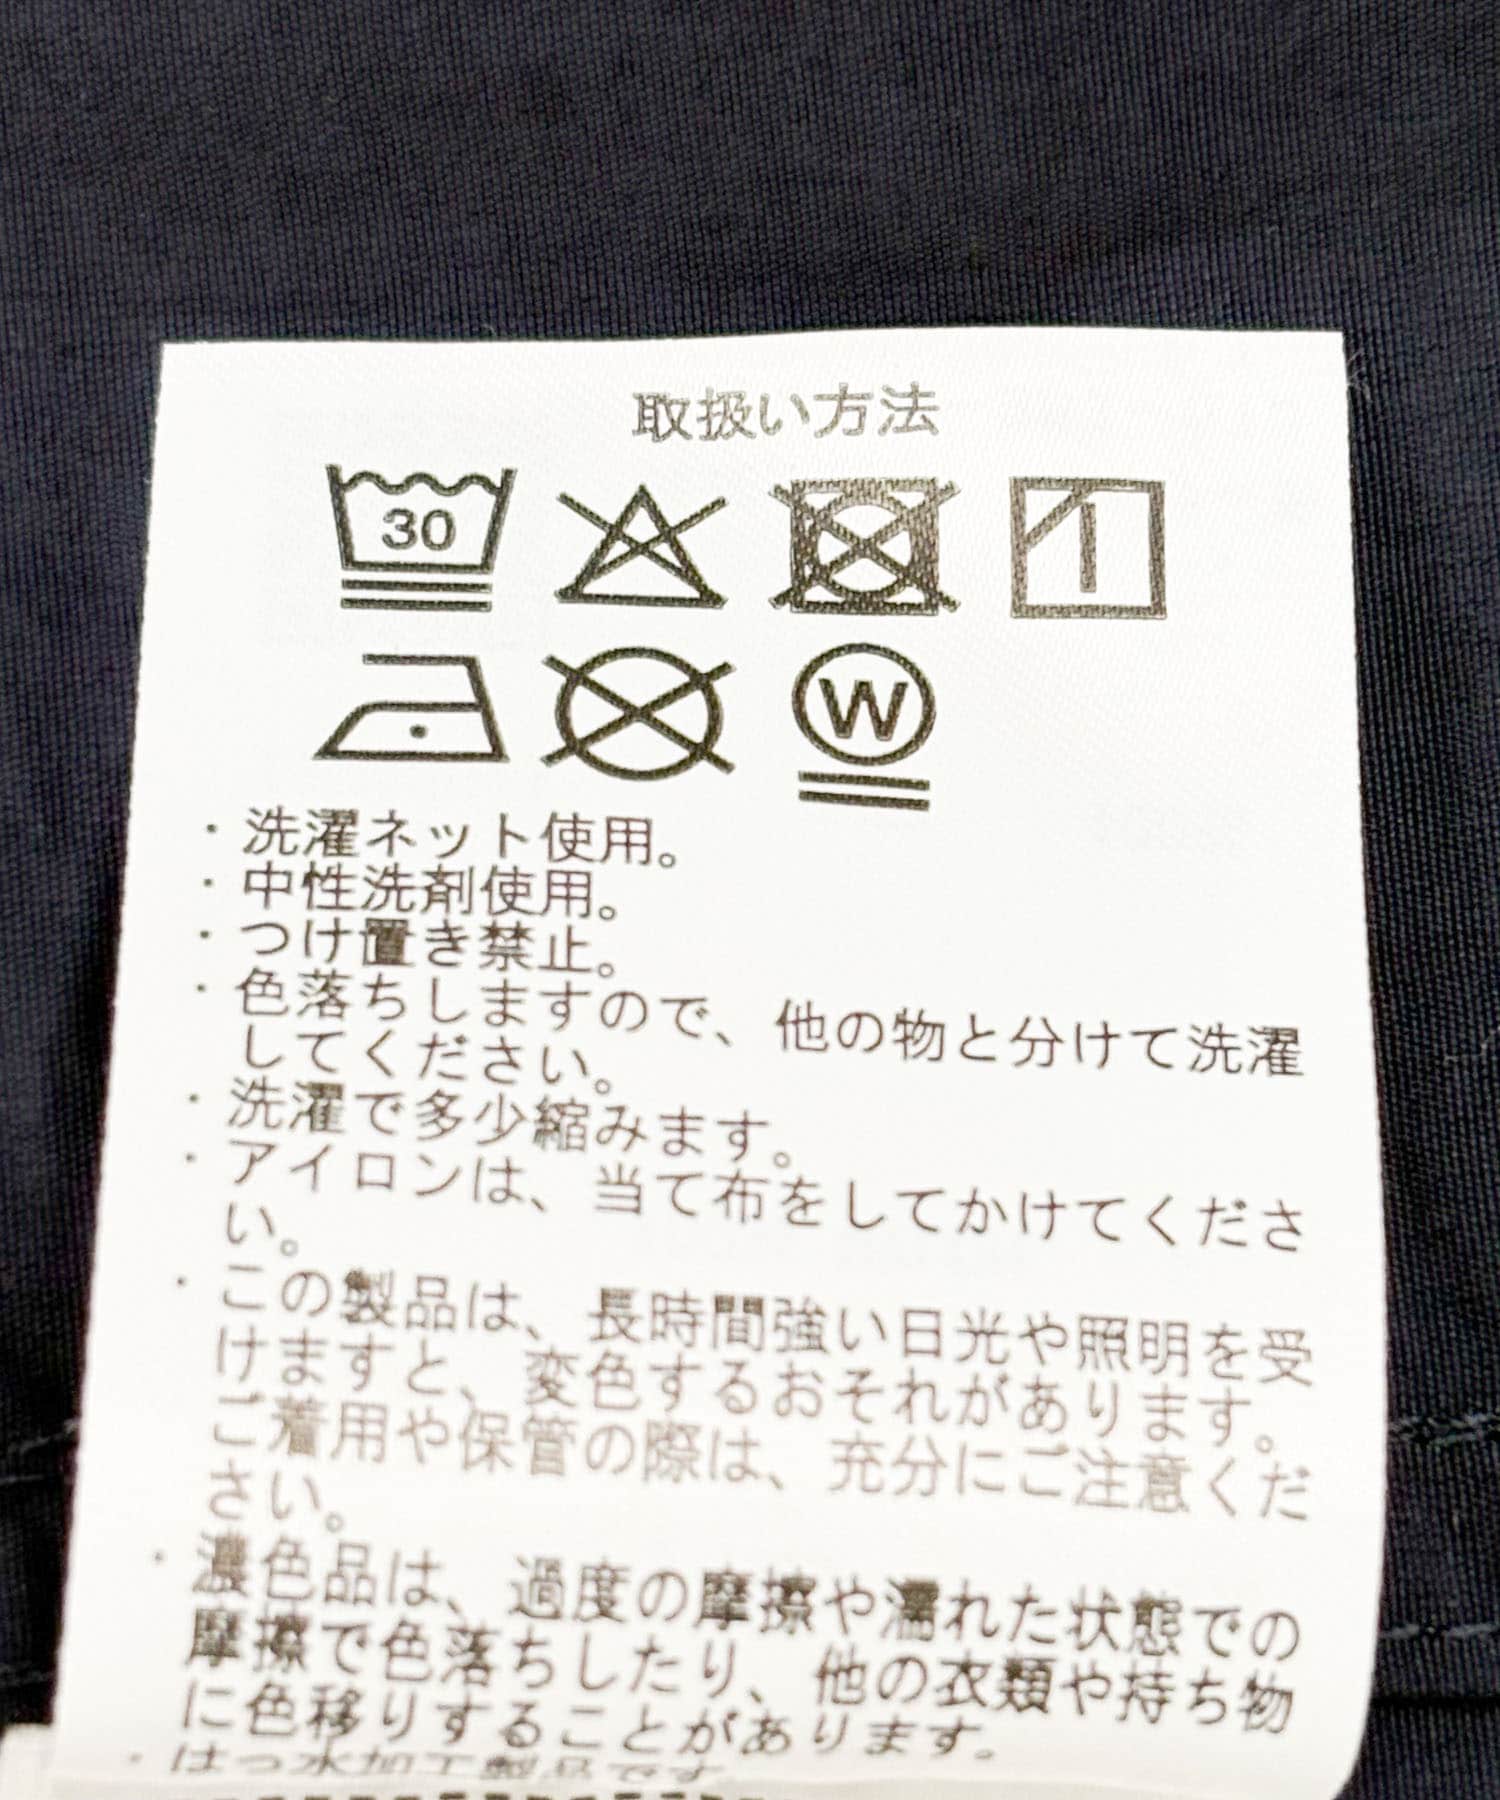 取扱い方法
30
W
・洗濯ネット使用。
・中性洗剤使用。
・つけ置き禁止。
・色落ちしますので、他の物と分けて洗濯
してください。
・洗濯で多少縮みます。
・アイロンは、当て布をしてかけてくださ
い。
・この製品は、長時間強い日光や照明を受
けますと、変色するおそれがあります。
ご着用や保管の際は、充分にご注意くだ
さい。
・濃色品は、過度の摩擦や濡れた状態での
摩擦で色落ちしたり、他の衣類や持ち物
に色移りすることがあります。
・はっ水加工製品です